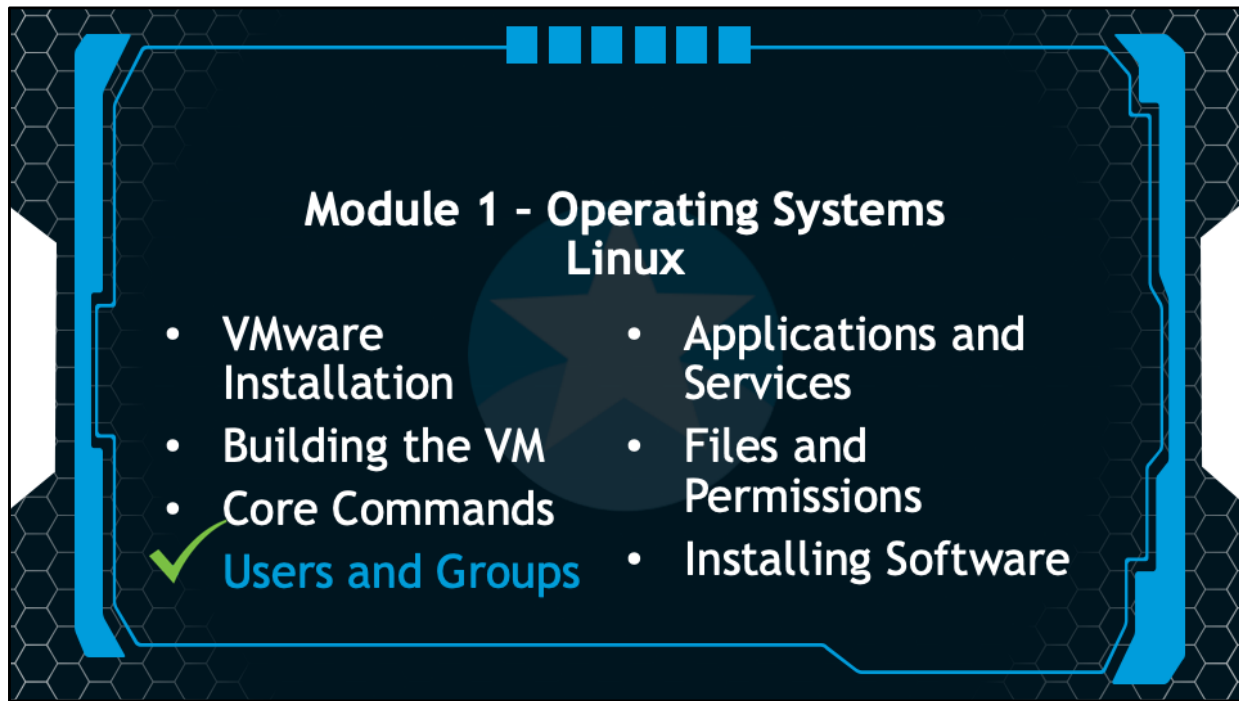 Module 1 – Operating Systems
Linux
• VMware
Installation
• Building the VM
• Core Commands
Users and Groups
• Applications and
Services
• Files and
Permissions
• Installing Software